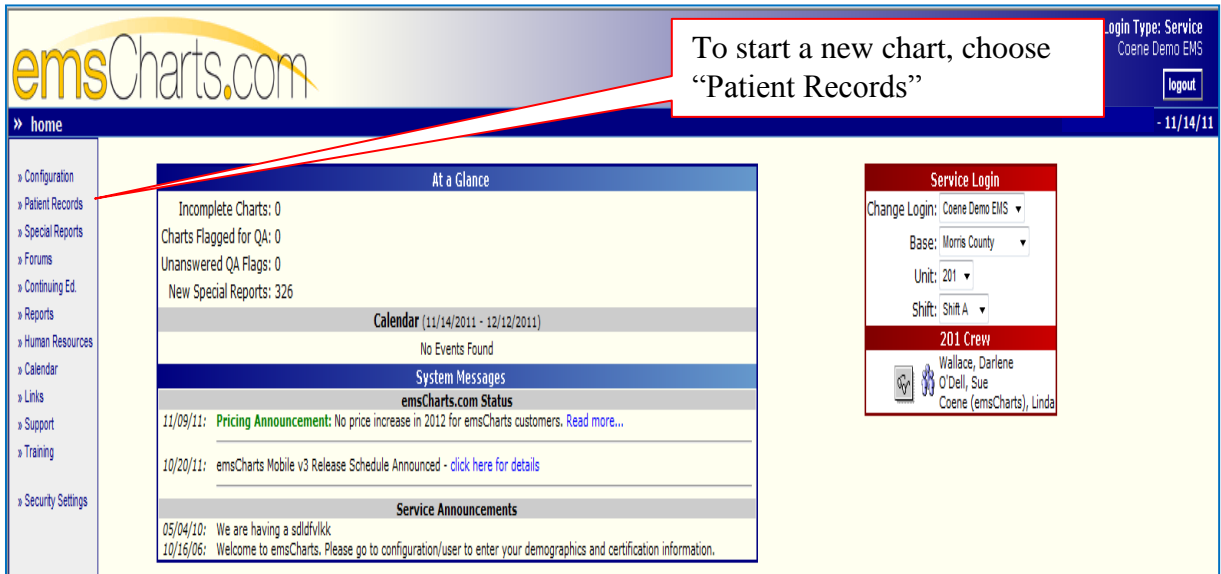 emsCharts.com
To start a new chart, choose
“Patient Records”
Login Type: Service
Coene Demo EMS
logout
» home
- 11/14/11
» Configuration
» Patient Records
» Special Reports
» Forums
» Continuing Ed.
» Reports
» Human Resources
» Calendar
» Links
» Support
» Training
» Security Settings
At a Glance
Incomplete Charts: 0
Charts Flagged for QA: 0
Unanswered QA Flags: 0
New Special Reports: 326
Calendar (11/14/2011 - 12/12/2011)
No Events Found
System Messages
emsCharts.com Status
11/09/11: Pricing Announcement: No price increase in 2012 for emsCharts customers. Read more...
10/20/11: emsCharts Mobile v3 Release Schedule Announced - click here for details
Service Announcements
05/04/10: We are having a sdldfvlkk
10/16/06: Welcome to emsCharts. Please go to configuration/user to enter your demographics and certification information.
Service Login
Change Login: Coene Demo EMS
Base: Morris County
Unit: 201
Shift: Shift A
201 Crew
Wallace, Darlene
O'Dell, Sue
Coene (emsCharts), Linda